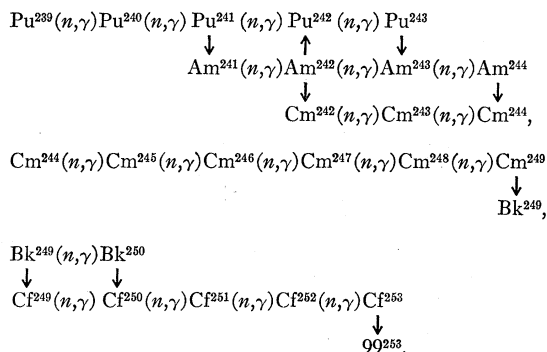 Pu²³⁹(n,γ)Pu²⁴⁰(n,γ) Pu²⁴¹ (n,γ) Pu²⁴² (n,γ) Pu²⁴³
↓ ↑ ↓
Am²⁴¹(n,γ)Am²⁴²(n,γ)Am²⁴³(n,γ)Am²⁴⁴
↓ ↓
Cm²⁴²(n,γ)Cm²⁴³(n,γ)Cm²⁴⁴,
Cm²⁴⁴(n,γ)Cm²⁴⁵(n,γ)Cm²⁴⁶(n,γ)Cm²⁴⁷(n,γ)Cm²⁴⁸(n,γ)Cm²⁴⁹
↓
Bk²⁴⁹,
Bk²⁴⁹(n,γ)Bk²⁵⁰
↓ ↓
Cf²⁴⁹(n,γ) Cf²⁵⁰(n,γ)Cf²⁵¹(n,γ)Cf²⁵²(n,γ)Cf²⁵³
↓
99²⁵³.